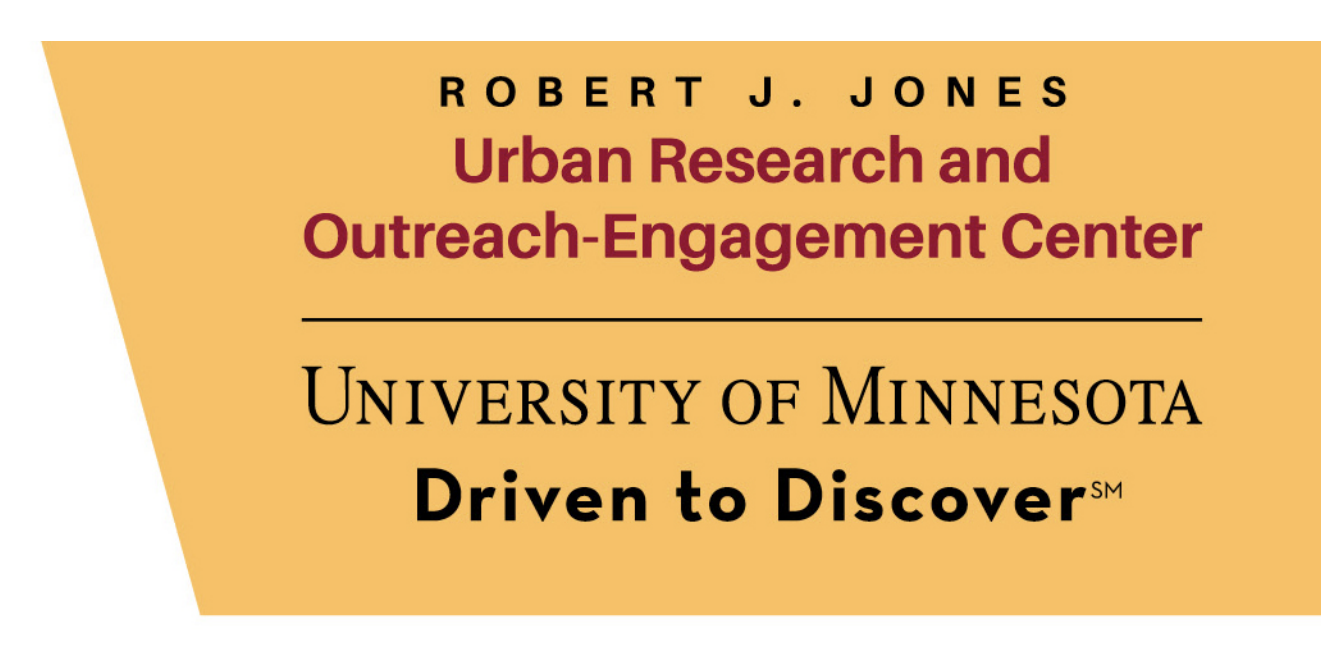 ROBERT J. JONES
Urban Research and
Outreach-Engagement Center
UNIVERSITY OF MINNESOTA
Driven to Discover℠